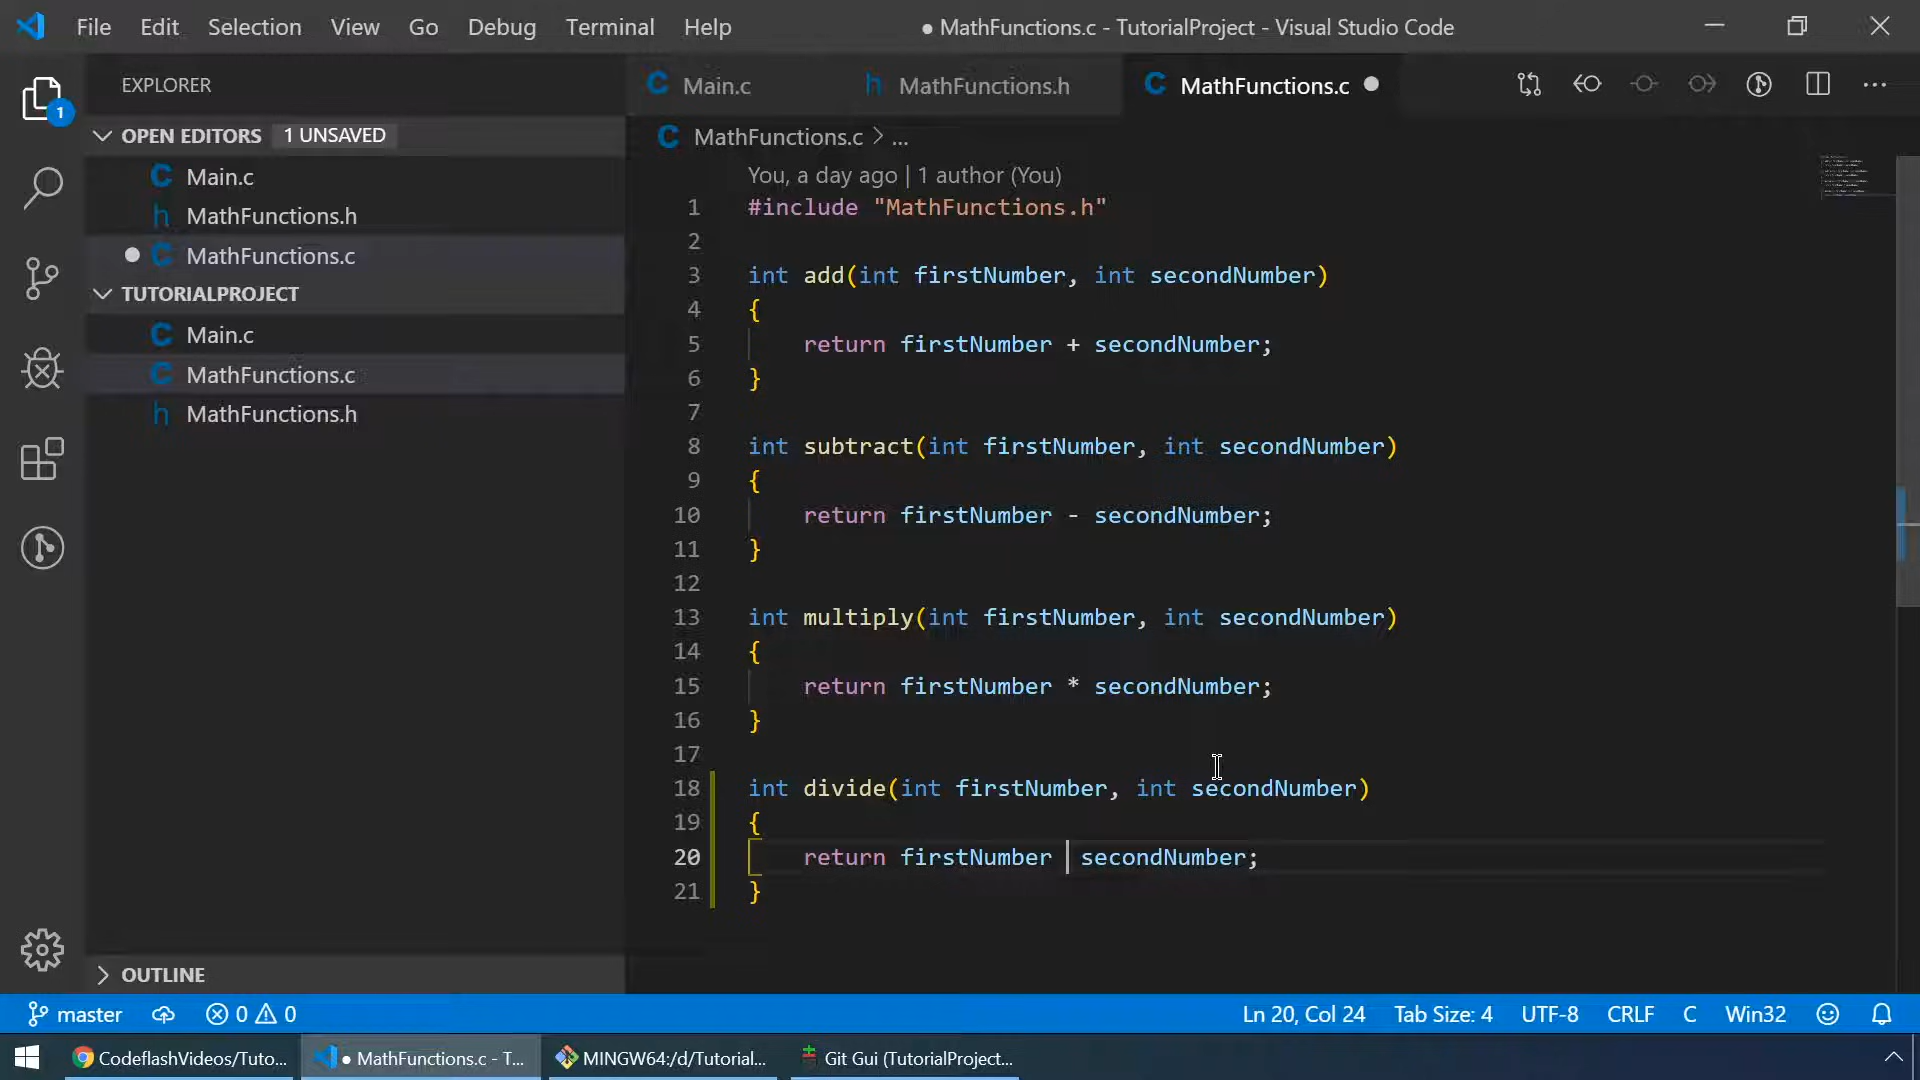 File Edit Selection View Go Debug Terminal Help
● MathFunctions.c - TutorialProject - Visual Studio Code
1
EXPLORER
OPEN EDITORS 1 UNSAVED
Main.c
MathFunctions.h
MathFunctions.c
TUTORIALPROJECT
Main.c
MathFunctions.c
MathFunctions.h
OUTLINE
Main.c MathFunctions.h MathFunctions.c ●
MathFunctions.c > ...
You, a day ago | 1 author (You)
1 #include "MathFunctions.h"
2
3 int add(int firstNumber, int secondNumber)
4 {
5 return firstNumber + secondNumber;
6 }
7
8 int subtract(int firstNumber, int secondNumber)
9 {
10 return firstNumber - secondNumber;
11 }
12
13 int multiply(int firstNumber, int secondNumber)
14 {
15 return firstNumber * secondNumber;
16 }
17
18 int divide(int firstNumber, int secondNumber)
19 {
20 return firstNumber secondNumber;
21 }
master 0 0 Ln 20, Col 24 Tab Size: 4 UTF-8 CRLF C Win32
CodeflashVideos/Tuto... ● MathFunctions.c - T... MINGW64:/d/Tutorial... Git Gui (TutorialProject...